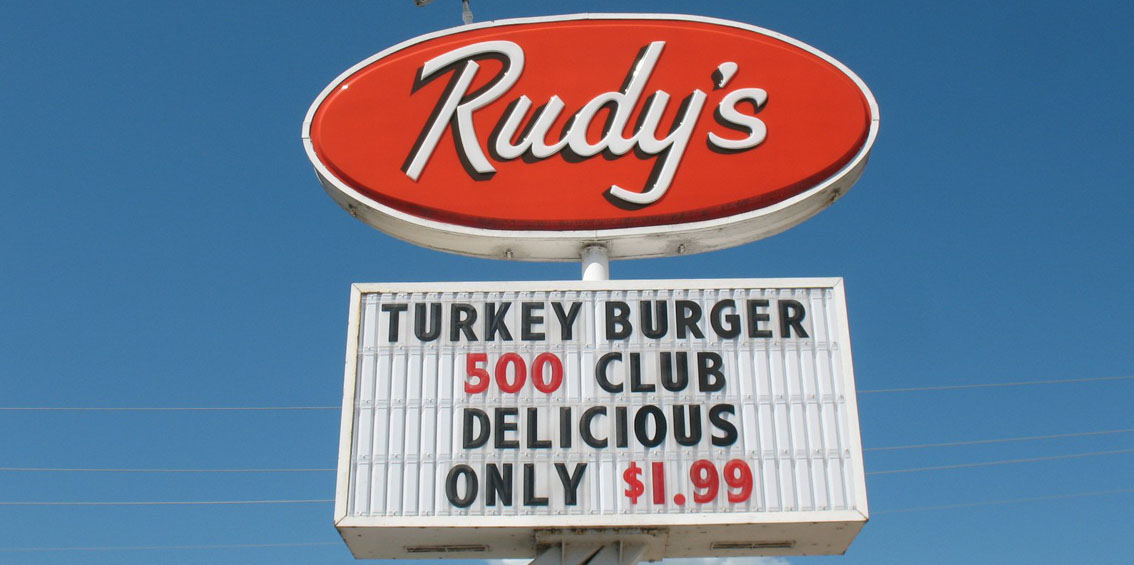 Rudy's
TURKEY BURGER
500 CLUB
DELICIOUS
ONLY $1.99